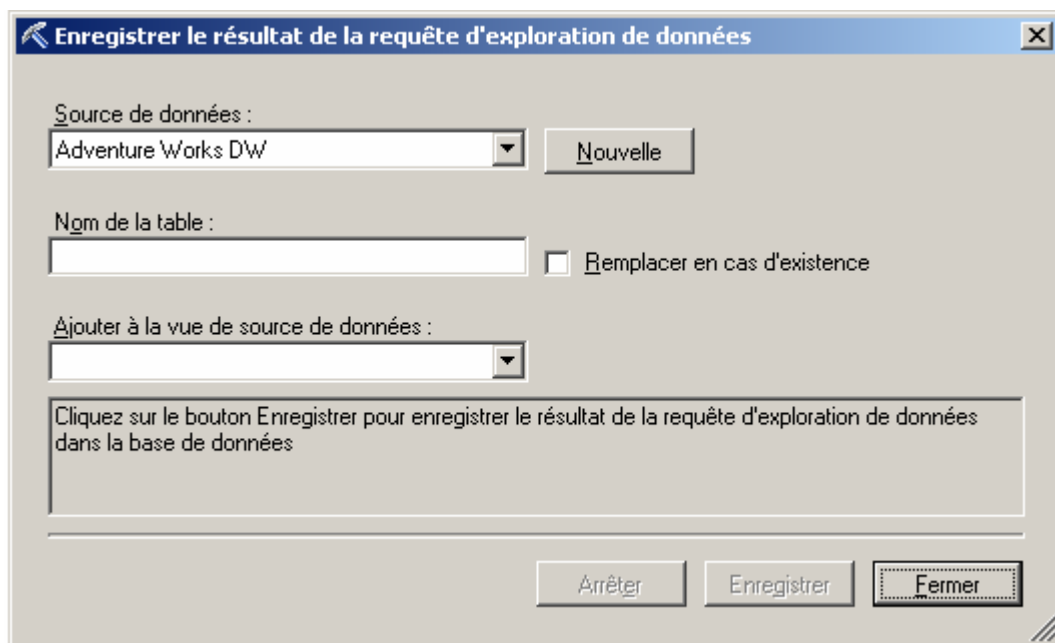 Enregistrer le résultat de la requête d'exploration de données
Source de données :
Adventure Works DW
Nouvelle
Nom de la table :
Remplacer en cas d'existence
Ajouter à la vue de source de données :
Cliquez sur le bouton Enregistrer pour enregistrer le résultat de la requête d'exploration de données
dans la base de données
Arrêter
Enregistrer
Fermer